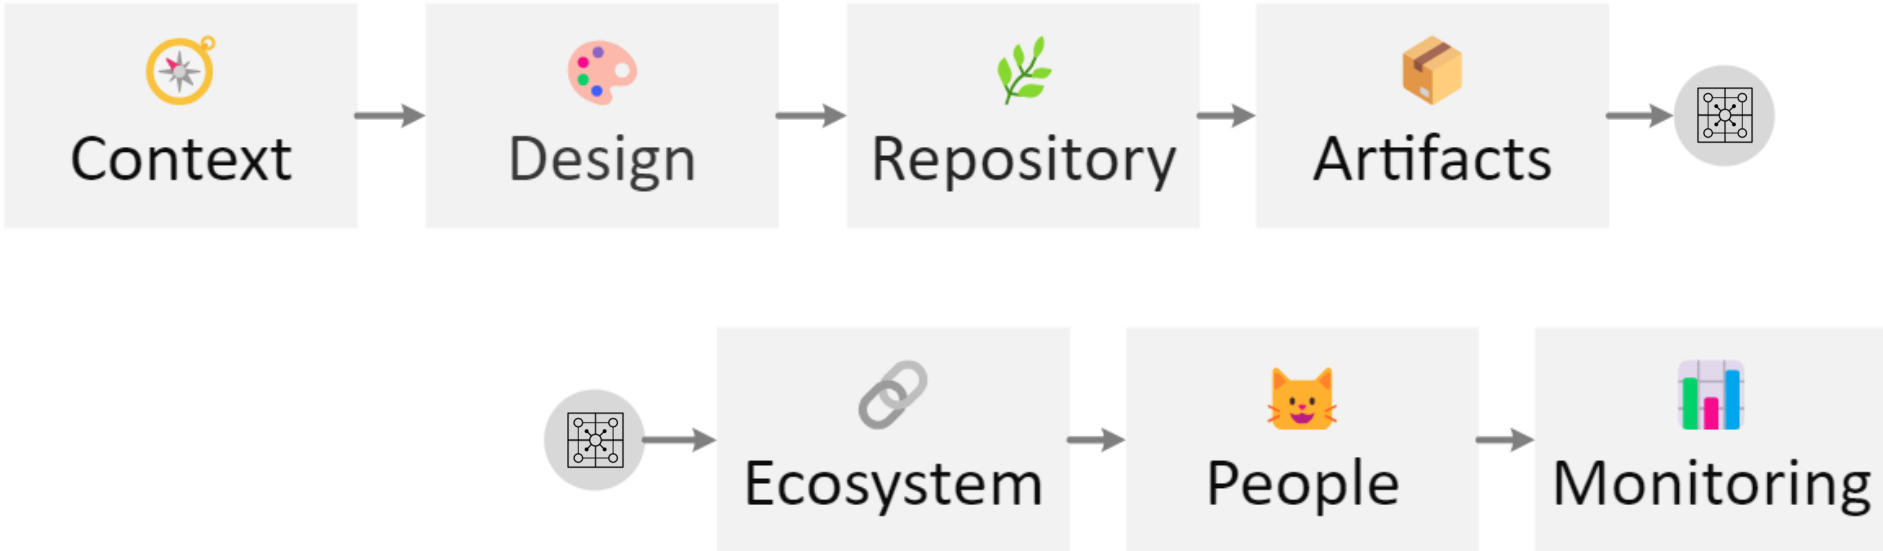 Context
Design
Repository
Artifacts
Ecosystem
People
Monitoring